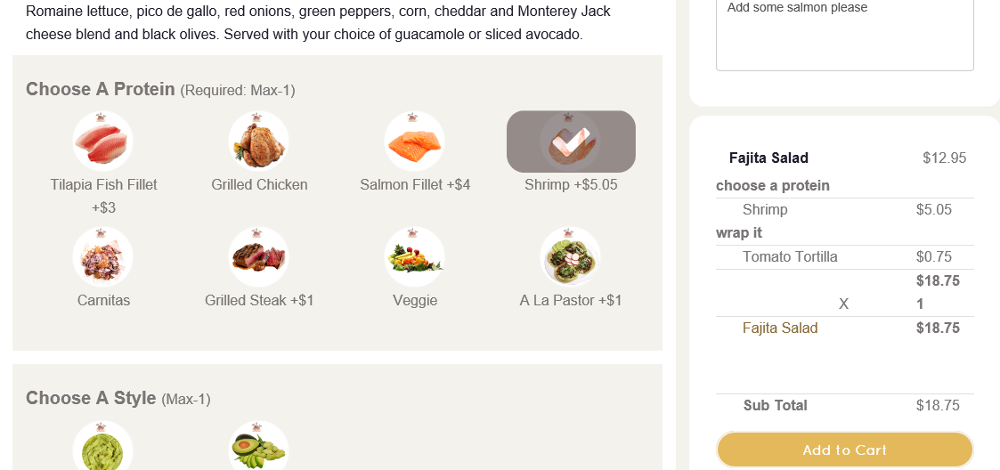 Romaine lettuce, pico de gallo, red onions, green peppers, corn, cheddar and Monterey Jack
cheese blend and black olives. Served with your choice of guacamole or sliced avocado.
Choose A Protein (Required: Max-1)
Tilapia Fish Fillet
+$3
Grilled Chicken
Salmon Fillet +$4
Shrimp +$5.05
Carnitas
Grilled Steak +$1
Veggie
A La Pastor +$1
Choose A Style (Max-1)
Add some salmon please
Fajita Salad $12.95
choose a protein
Shrimp $5.05
wrap it
Tomato Tortilla $0.75
$18.75
X 1
Fajita Salad $18.75
Sub Total $18.75
Add to Cart